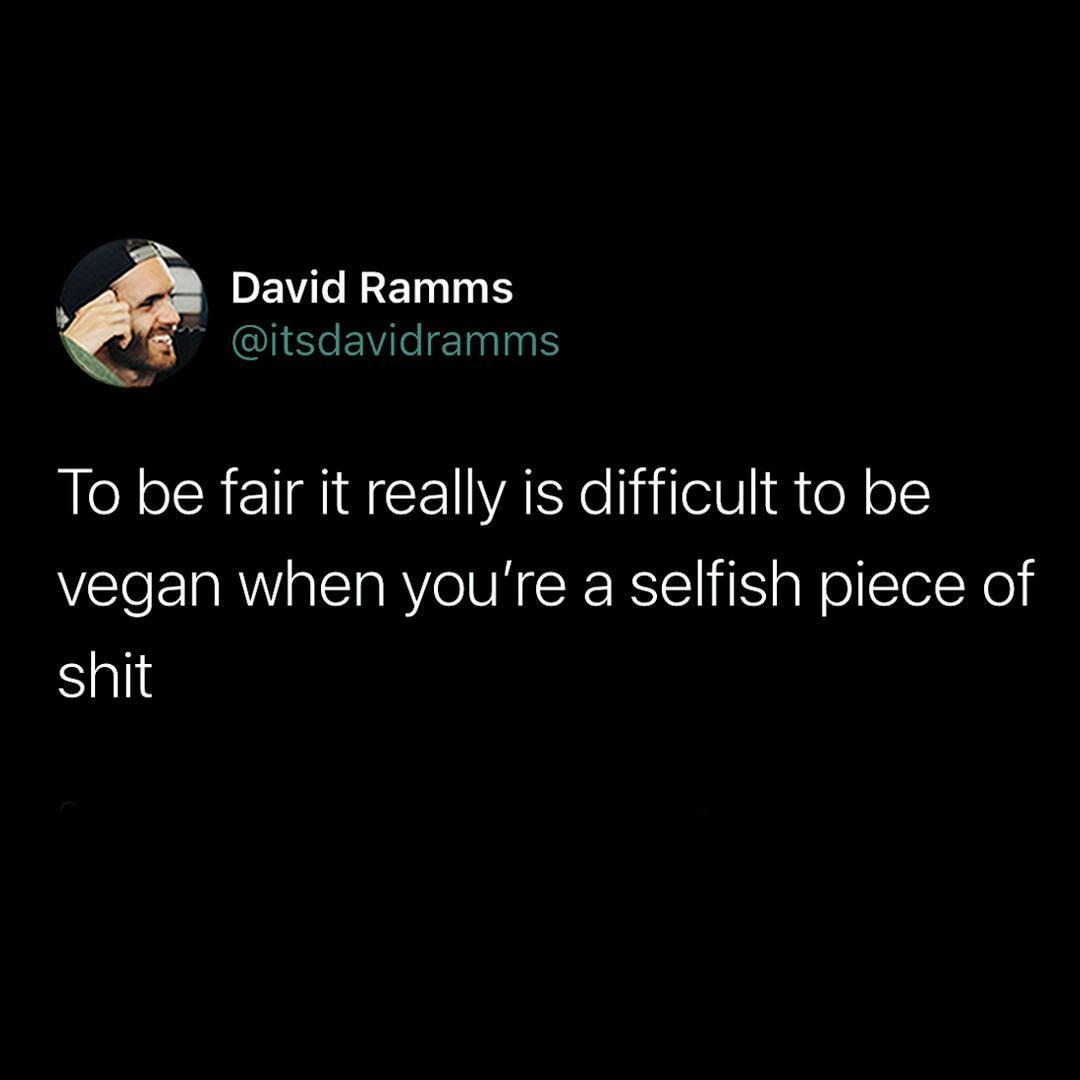 David Ramms
@itsdavidramms
To be fair it really is difficult to be
vegan when you’re a selfish piece of
shit